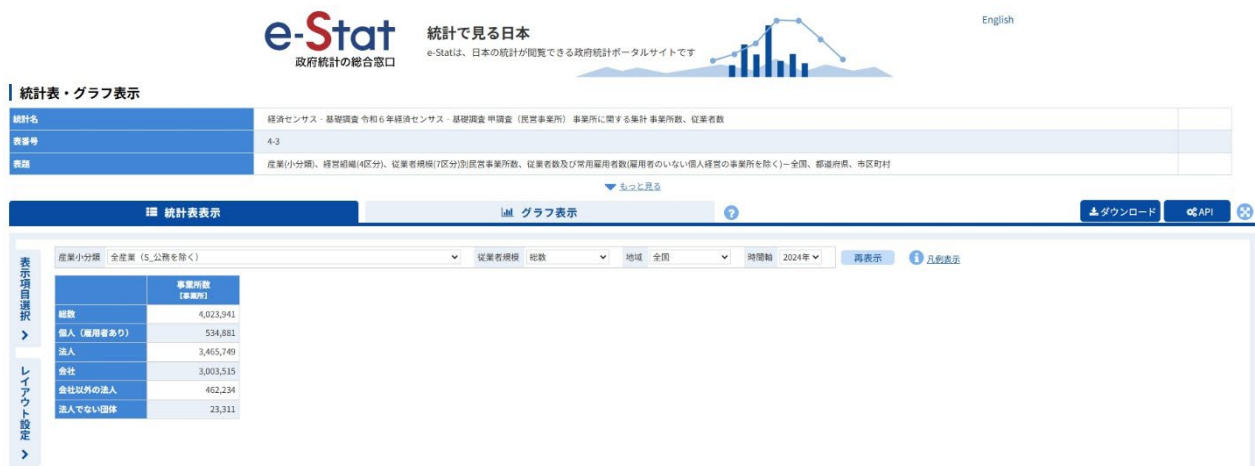 e-Stat
政府統計の総合窓口
統計で見る日本
e-Statは、日本の統計が閲覧できる政府統計ポータルサイトです
English
統計表・グラフ表示
統計名 経済センサス‐基礎調査 令和６年経済センサス‐基礎調査 甲調査（民営事業所） 事業所に関する集計 事業所数、従業者数
表番号 4-3
表題 産業(小分類)、経営組織(4区分)、従業者規模(7区分)別民営事業所数、従業者数及び常用雇用者数(雇用者のいない個人経営の事業所を除く)－全国、都道府県、市区町村
もっと見る
統計表表示 グラフ表示 ? ダウンロード API
表示項目選択
レイアウト設定
産業小分類 全産業（S_公務を除く） 従業者規模 総数 地域 全国 時間軸 2024年 再表示 凡例表示
事業所数
【事業所】
総数 4,023,941
個人（雇用者あり） 534,881
法人 3,465,749
会社 3,003,515
会社以外の法人 462,234
法人でない団体 23,311